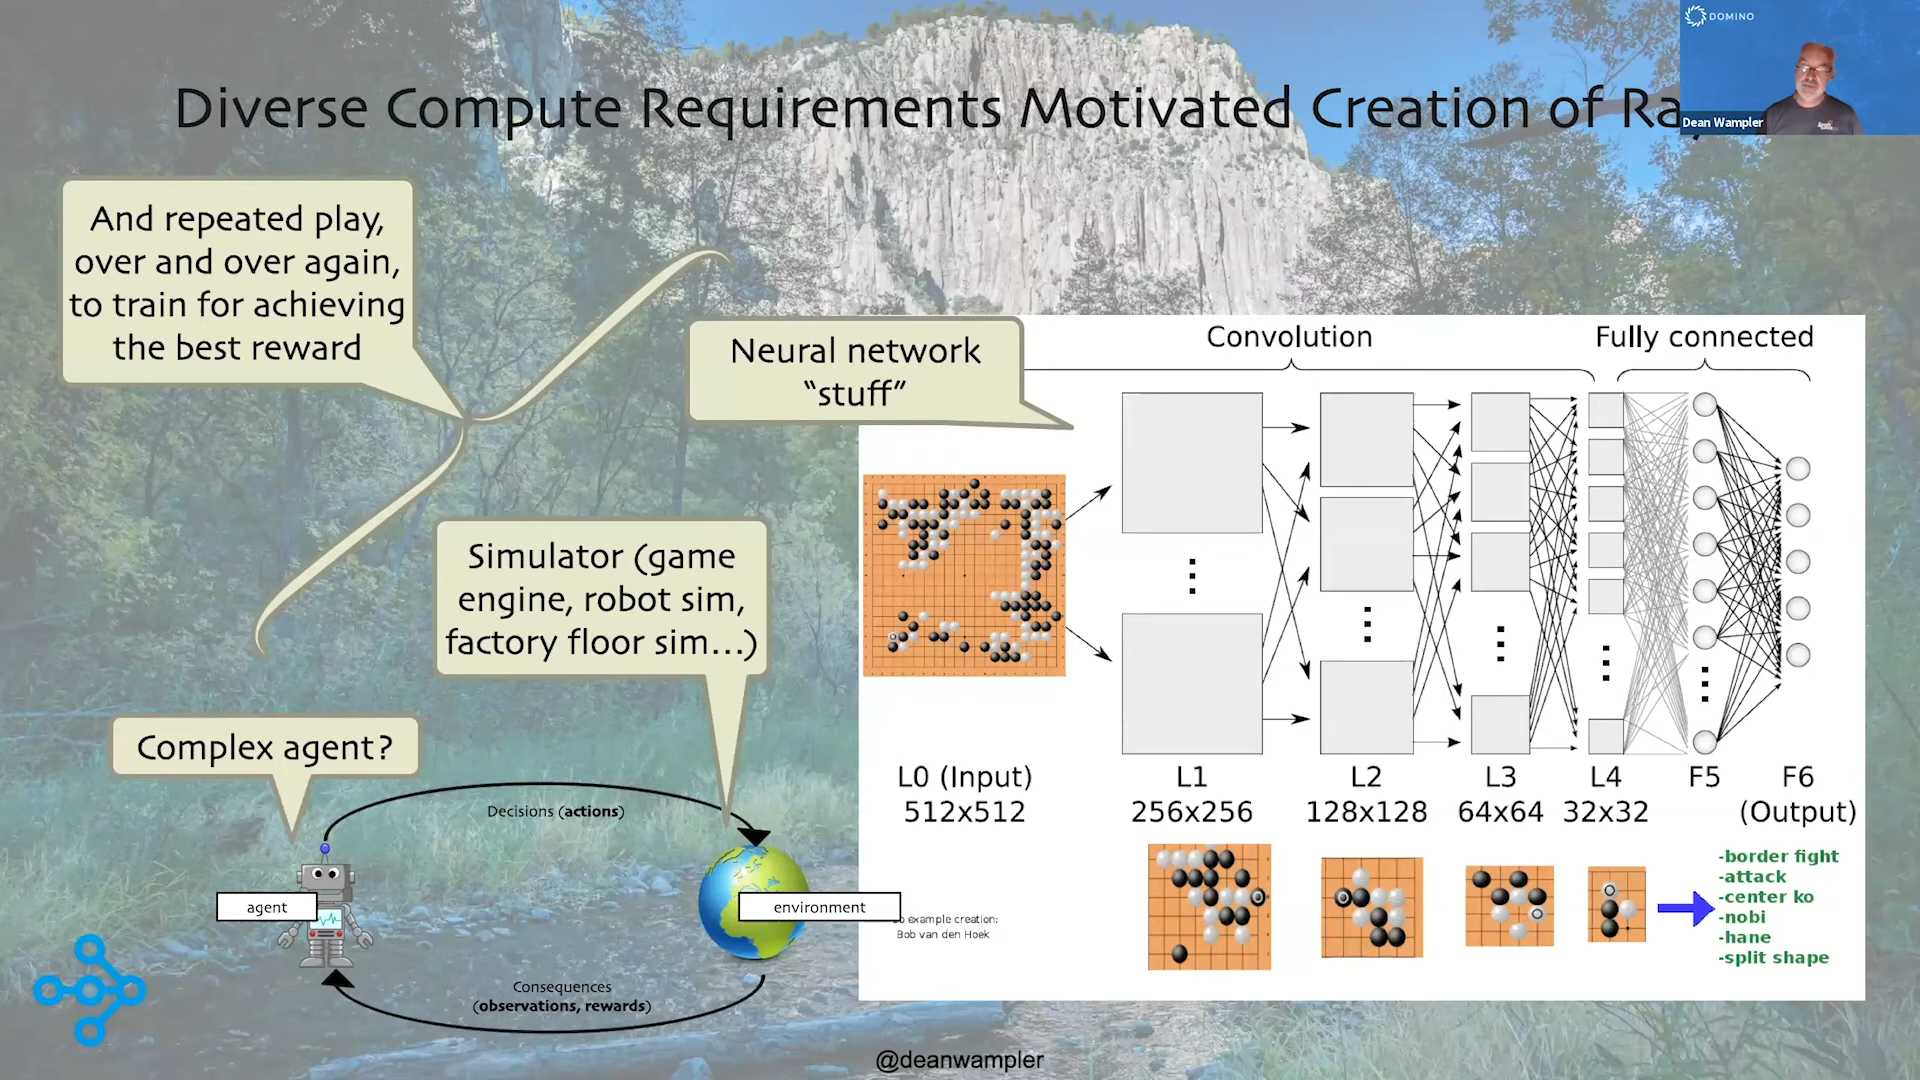 DOMINO
Dean Wampler
Diverse Compute Requirements Motivated Creation of
And repeated play,
over and over again,
to train for achieving
the best reward
Neural network
“stuff”
Simulator (game
engine, robot sim,
factory floor sim...)
Complex agent?
Decisions (actions)
agent
environment
Consequences
(observations, rewards)
Convolution
Fully connected
L0 (Input)
512x512
L1
256x256
L2
128x128
L3
64x64
L4
32x32
F5
F6
(Output)
example creation:
Bob van den Hoek
-border fight
-attack
-center ko
-nobi
-hane
-split shape
@deanwampler